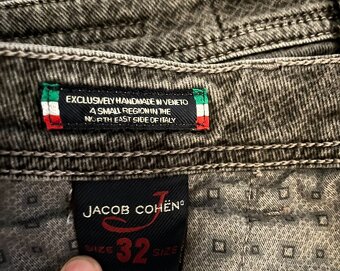 EXCLUSIVELY HANDMADE IN VENETO
A SMALL REGION IN THE
NORTH EAST SIDE OF ITALY
J
JACOB COHËN
SIZE 32 SIZE